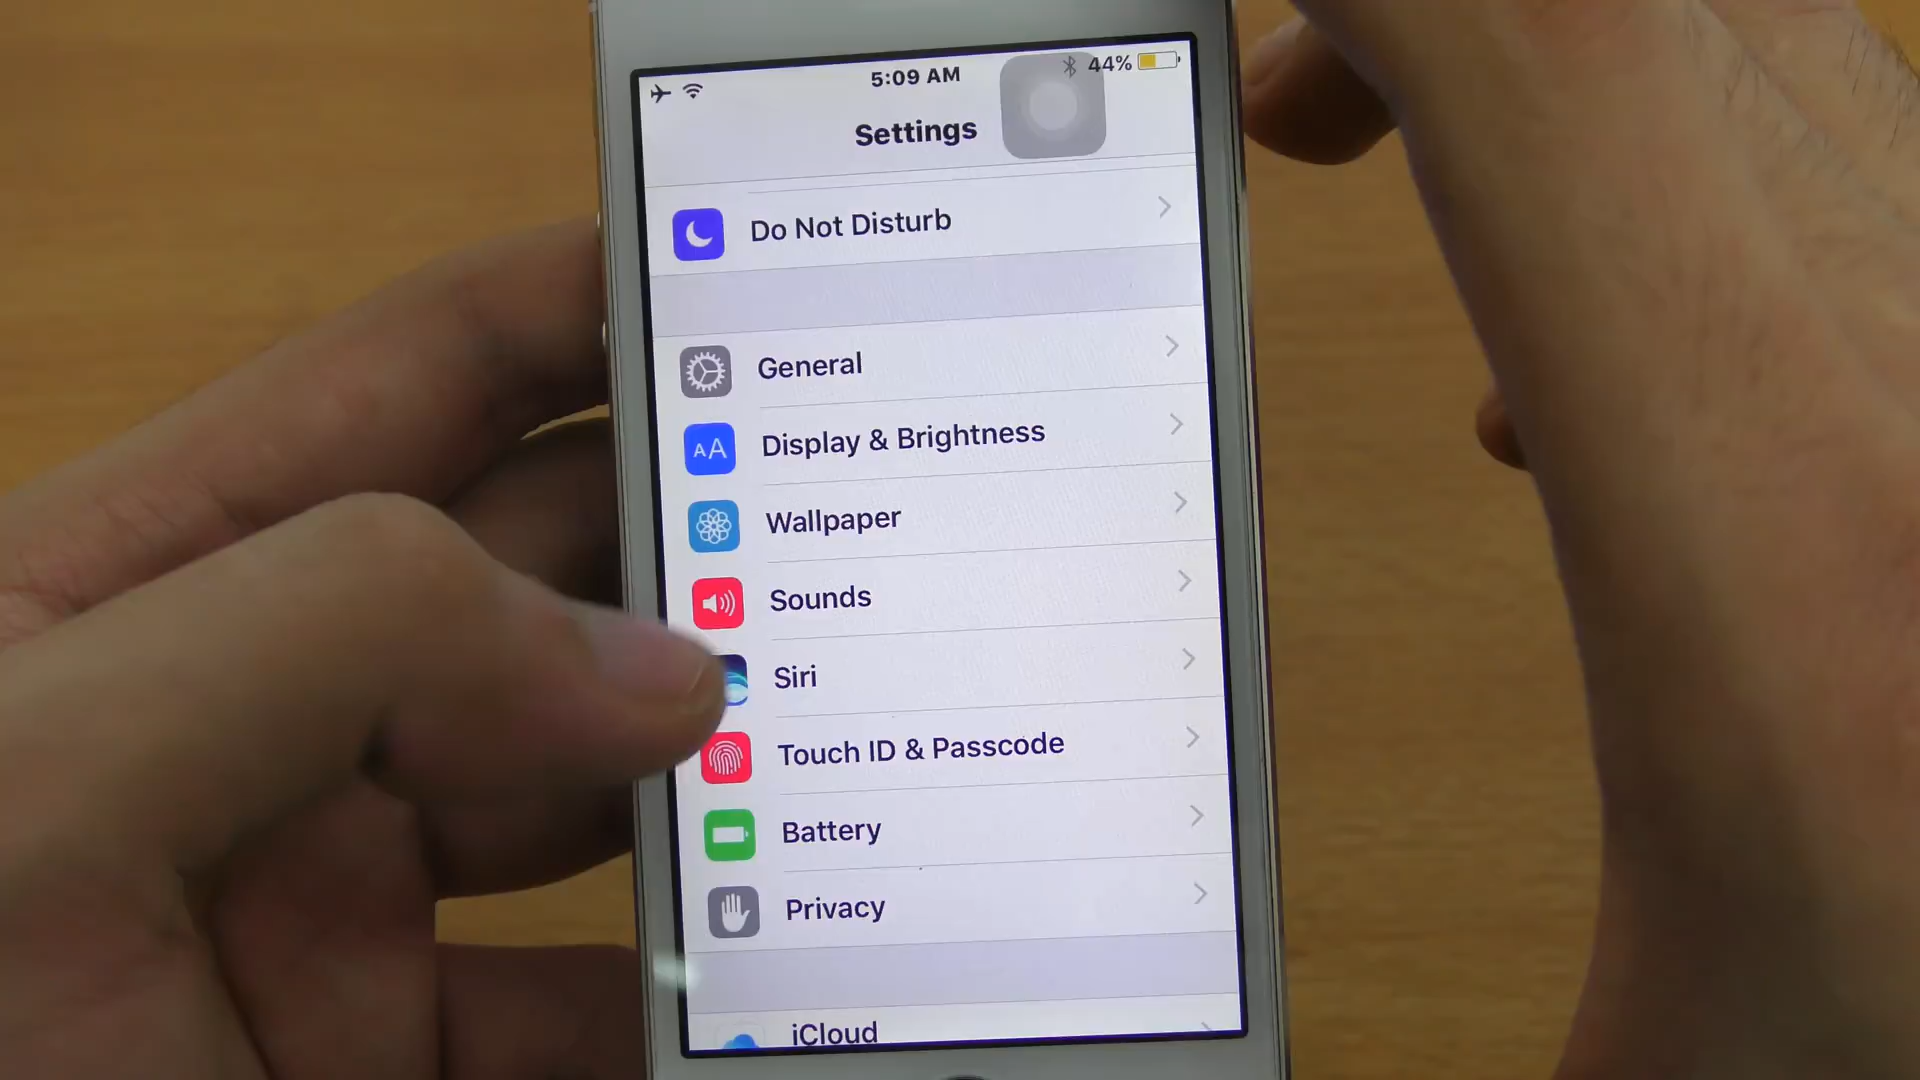 5:09 AM 44%
Settings
Do Not Disturb
General
AA Display & Brightness
Wallpaper
Sounds
Siri
Touch ID & Passcode
Battery
Privacy
iCloud